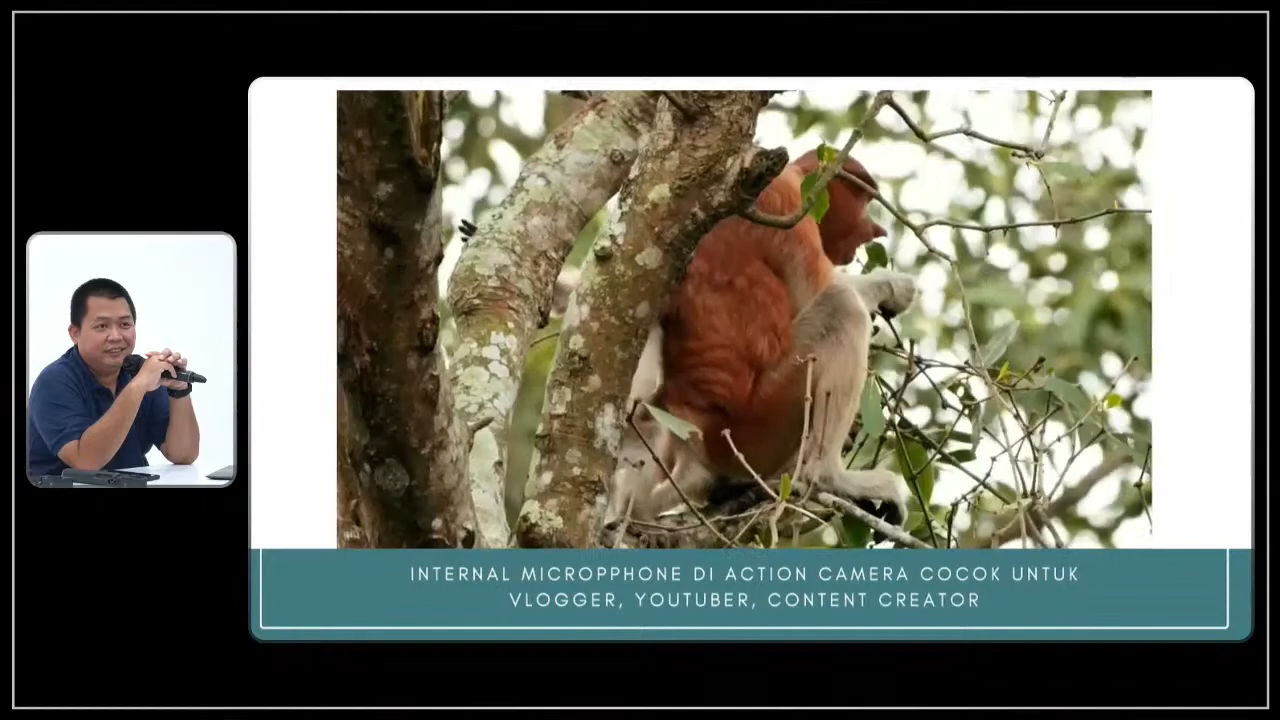 INTERNAL MICROPPHONE DI ACTION CAMERA COCOK UNTUK
VLOGGER, YOUTUBER, CONTENT CREATOR